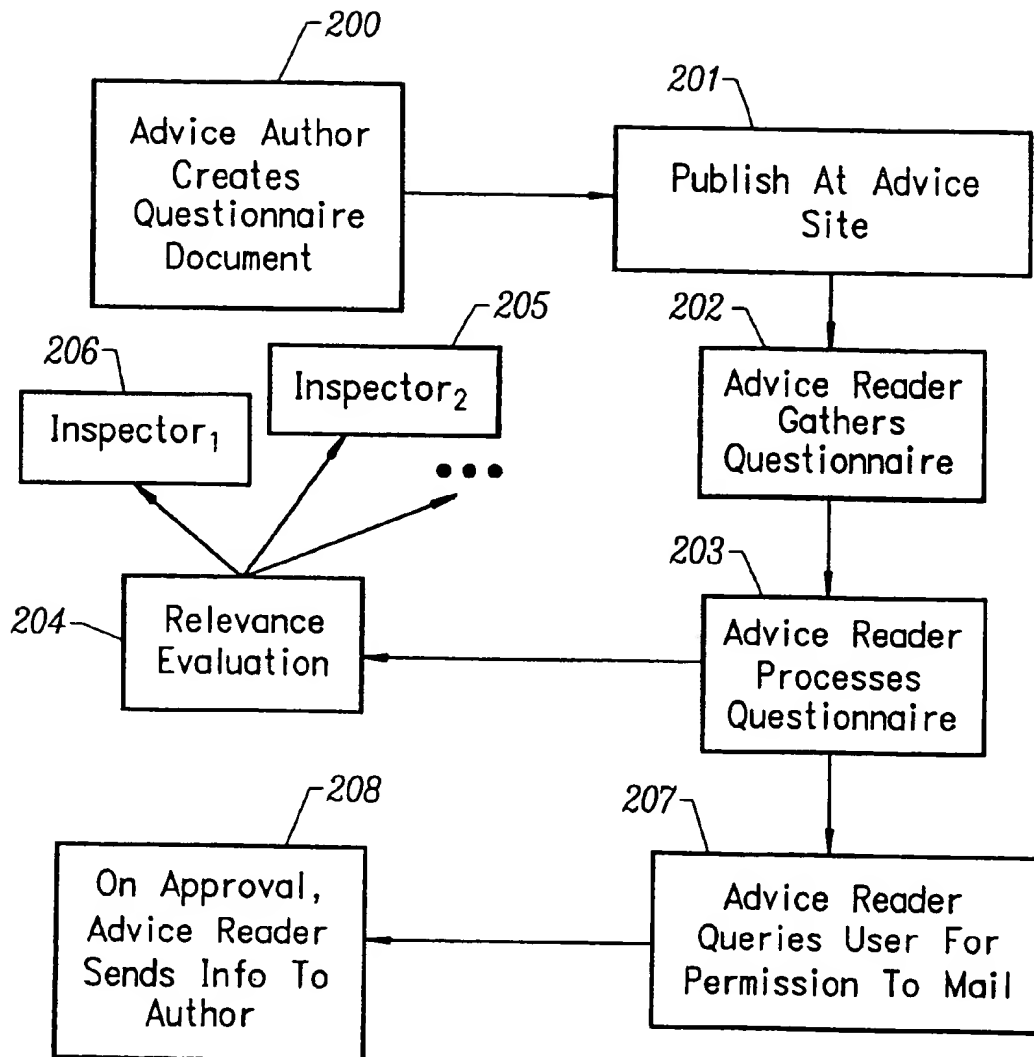 200
Advice Author
Creates
Questionnaire
Document
201
Publish At Advice
Site
202
Advice Reader
Gathers
Questionnaire
206
Inspector₁
205
Inspector₂
203
Advice Reader
Processes
Questionnaire
204
Relevance
Evaluation
207
Advice Reader
Queries User For
Permission To Mail
208
On Approval,
Advice Reader
Sends Info To
Author